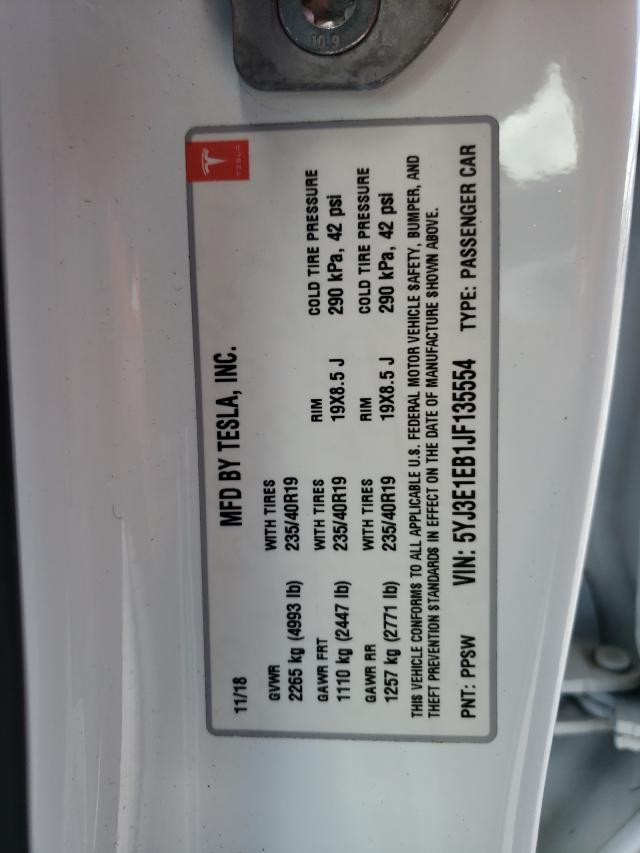 10.9
TESLA
MFD BY TESLA, INC.
11/18
GVWR WITH TIRES
2265 kg (4993 lb) 235/40R19
GAWR FRT WITH TIRES RIM COLD TIRE PRESSURE
1110 kg (2447 lb) 235/40R19 19X8.5 J 290 kPa, 42 psi
GAWR RR WITH TIRES RIM COLD TIRE PRESSURE
1257 kg (2771 lb) 235/40R19 19X8.5 J 290 kPa, 42 psi
THIS VEHICLE CONFORMS TO ALL APPLICABLE U.S. FEDERAL MOTOR VEHICLE SAFETY, BUMPER, AND
THEFT PREVENTION STANDARDS IN EFFECT ON THE DATE OF MANUFACTURE SHOWN ABOVE.
PNT: PPSW VIN: 5YJ3E1EB1JF135554 TYPE: PASSENGER CAR